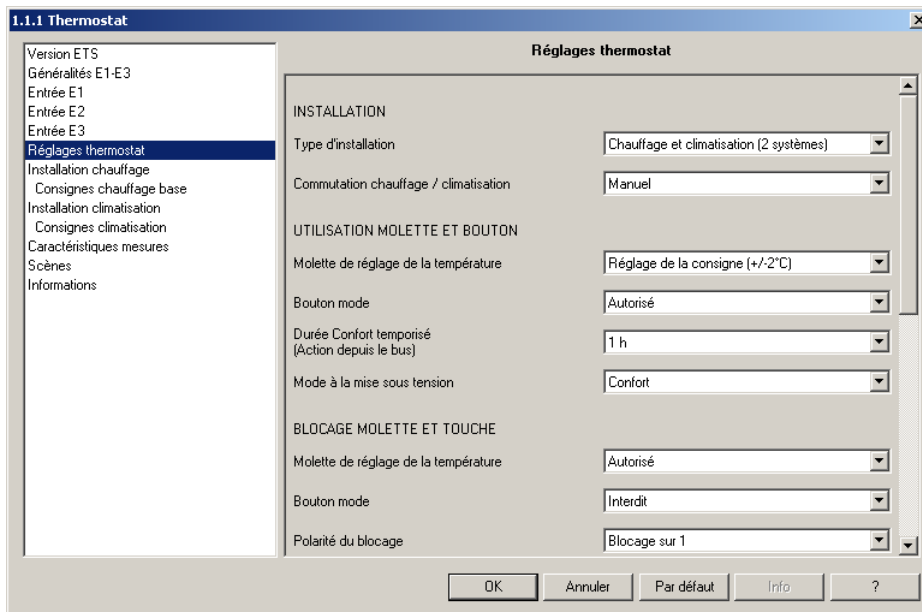 1.1.1 Thermostat
Version ETS
Généralités E1-E3
Entrée E1
Entrée E2
Entrée E3
Réglages thermostat
Installation chauffage
Consignes chauffage base
Installation climatisation
Consignes climatisation
Caractéristiques mesures
Scènes
Informations
Réglages thermostat
INSTALLATION
Type d'installation Chauffage et climatisation (2 systèmes)
Commutation chauffage / climatisation Manuel
UTILISATION MOLETTE ET BOUTON
Molette de réglage de la température Réglage de la consigne (+/-2°C)
Bouton mode Autorisé
Durée Confort temporisé
(Action depuis le bus) 1 h
Mode à la mise sous tension Confort
BLOCAGE MOLETTE ET TOUCHE
Molette de réglage de la température Autorisé
Bouton mode Interdit
Polarité du blocage Blocage sur 1
OK Annuler Par défaut Info ?